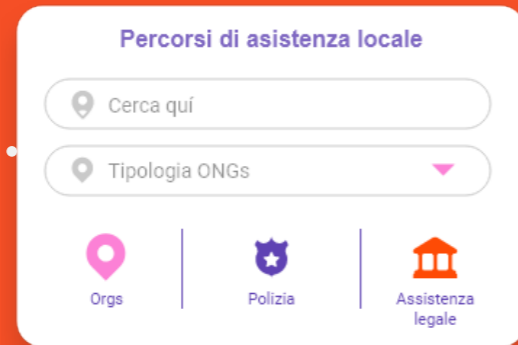 Percorsi di asistenza locale
Cerca quí
Tipologia ONGs
Orgs
Polizia
Assistenza
legale